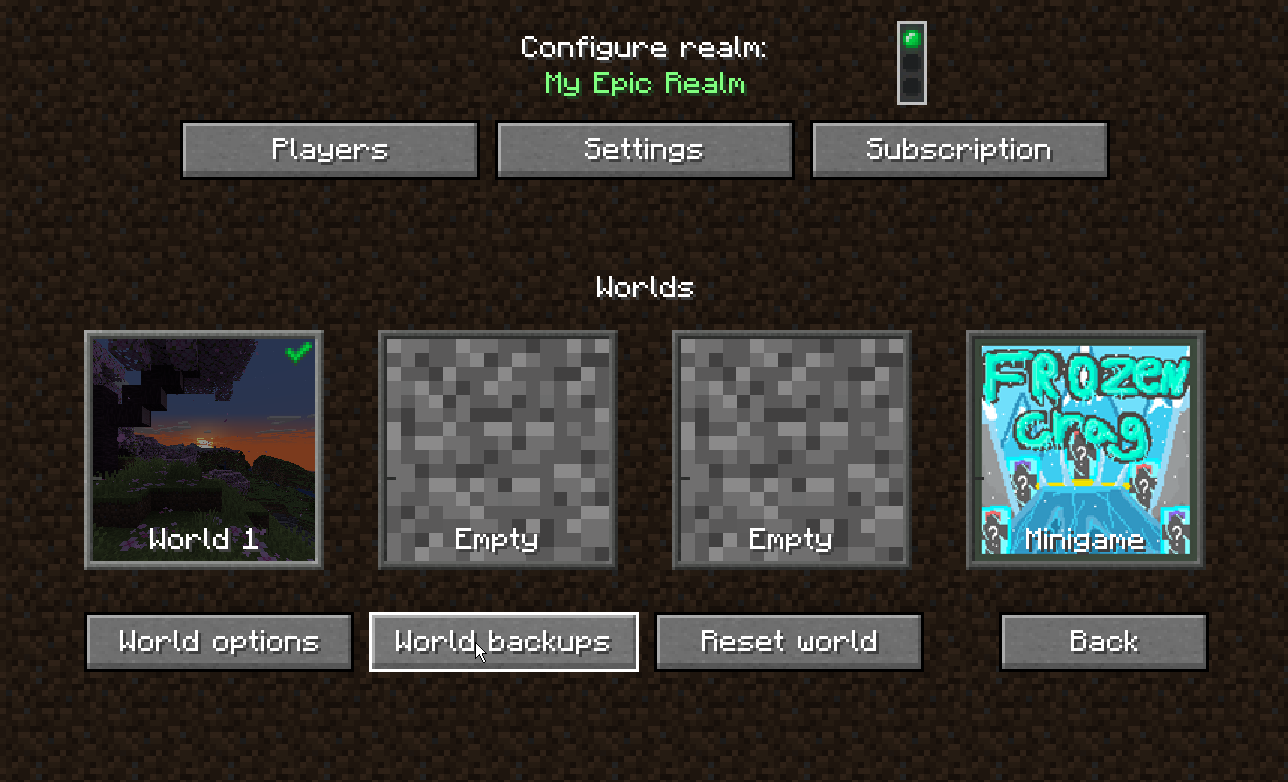 Configure realm:
My Epic Realm
Players
Settings
Subscription
Worlds
World 1
Empty
Empty
FROZEN
Crag
? ? ? ? ?
Minigame
World options
World backups
Reset world
Back